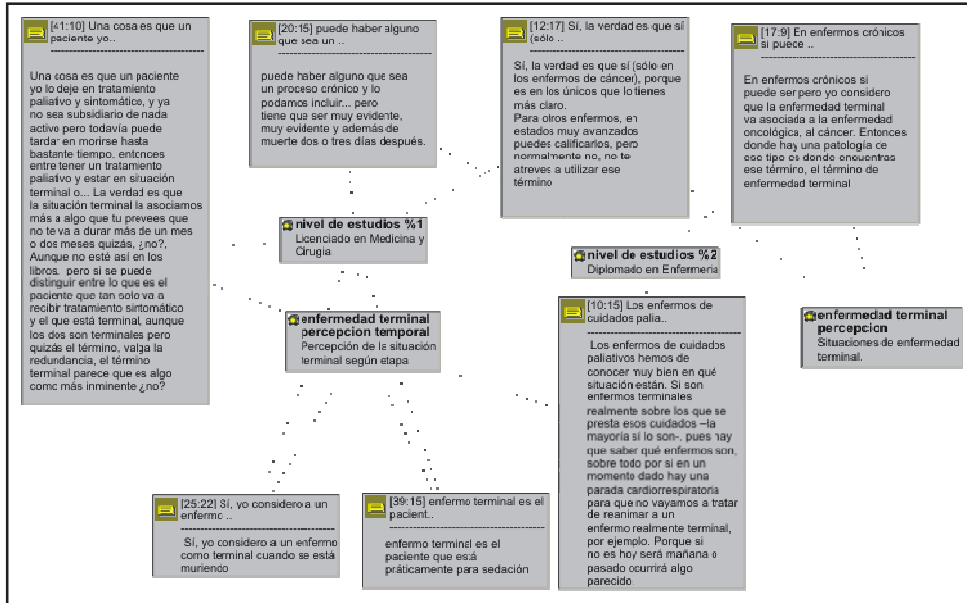 [41:10] Una cosa es que un
paciente yo..
Una cosa es que un paciente
yo lo deje en tratamiento
paliativo y sintomático, y ya
no sea subsidiario de nada
activo pero todavía puede
tardar en morirse hasta
bastante tiempo, entonces
entre tener un tratamiento
paliativo y estar en situación
terminal o... La verdad es que
la situación terminal la asociamos
más a algo que tu prevees que
no te va a durar más de un mes
o dos meses quizás, ¿no?.
Aunque no esté así en los
libros, pero si se puede
distinguir entre lo que es el
paciente que tan solo va a
recibir tratamiento sintomático
y el que está terminal, aunque
los dos son terminales pero
quizás el término, valga la
redundancia, el término
terminal parece que es algo
como más inminente ¿no?
[20:15] puede haber alguno
que sea un ..
puede haber alguno que sea
un proceso crónico y lo
podamos incluir... pero
tiene que ser muy evidente,
muy evidente y además de
muerte dos o tres días después.
[12:17] Sí, la verdad es que sí
(sólo ..
Sí, la verdad es que sí (sólo en
los enfermos de cáncer), porque
es en los únicos que lo tienes
más claro.
Para otros enfermos, en
estados muy avanzados
puedes calificarlos, pero
normalmente no, no te
atreves a utilizar ese
término
[17:9] En enfermos crónicos
si puece ..
En enfermos crónicos si
puede ser pero yo considero
que la enfermedad terminal
va asociada a la enfermedad
oncológica, al cáncer. Entonces
donde hay una patología de
ese tipo es donde encuentras
ese término, el término de
enfermedad terminal
nivel de estudios %1
Licenciado en Medicina y
Cirugía
nivel de estudios %2
Diplomado en Enfermería
enfermedad terminal
percepcion temporal
Percepción de la situación
terminal según etapa
[10:15] Los enfermos de
cuidados palia..
Los enfermos de cuidados
paliativos hemos de
conocer muy bien en qué
situación están. Si son
enfermos terminales
realmente sobre los que se
presta esos cuidados –la
mayoría sí lo son-, pues hay
que saber qué enfermos son,
sobre todo por si en un
momento dado hay una
parada cardiorrespiratoria
para que no vayamos a tratar
de reanimar a un
enfermo realmente terminal,
por ejemplo. Porque si
no es hoy será mañana o
pasado ocurrirá algo
parecido.
enfermedad terminal
percepcion
Situaciones de enfermedad
terminal.
[25:22] Sí, yo considero a un
enfermo ..
Sí, yo considero a un enfermo
como terminal cuando se está
muriendo
[39:15] enfermo terminal es el
pacient..
enfermo terminal es el
paciente que está
prácticamente para sedación